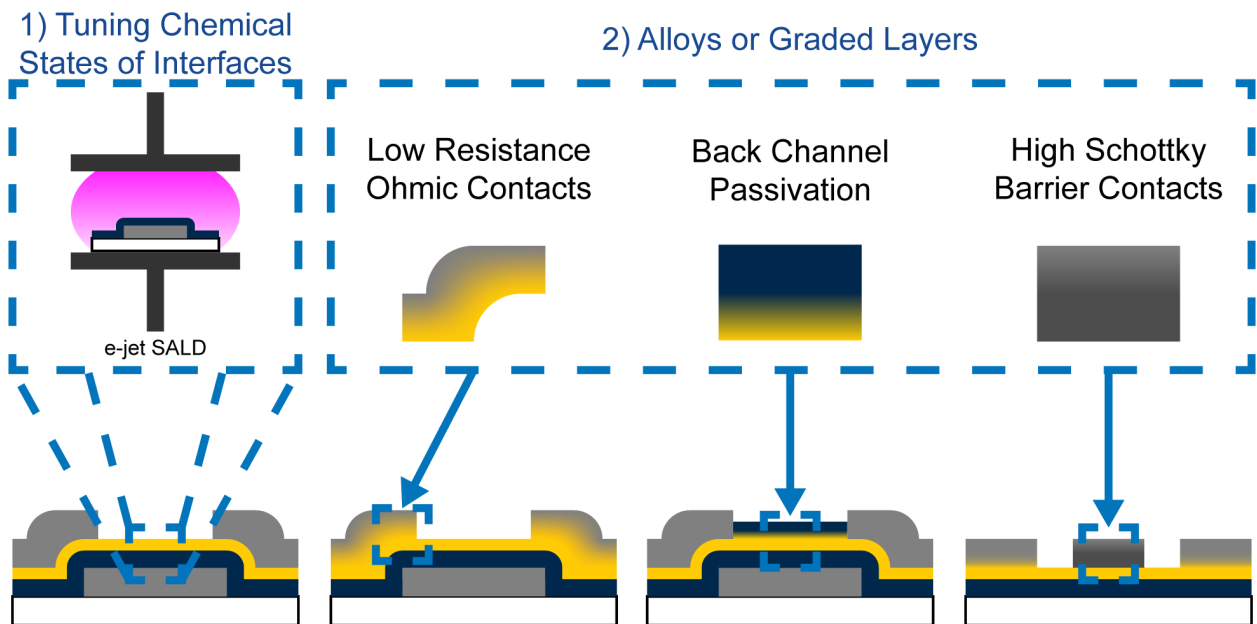 1) Tuning Chemical
States of Interfaces
2) Alloys or Graded Layers
Low Resistance
Ohmic Contacts
Back Channel
Passivation
High Schottky
Barrier Contacts
e-jet SALD